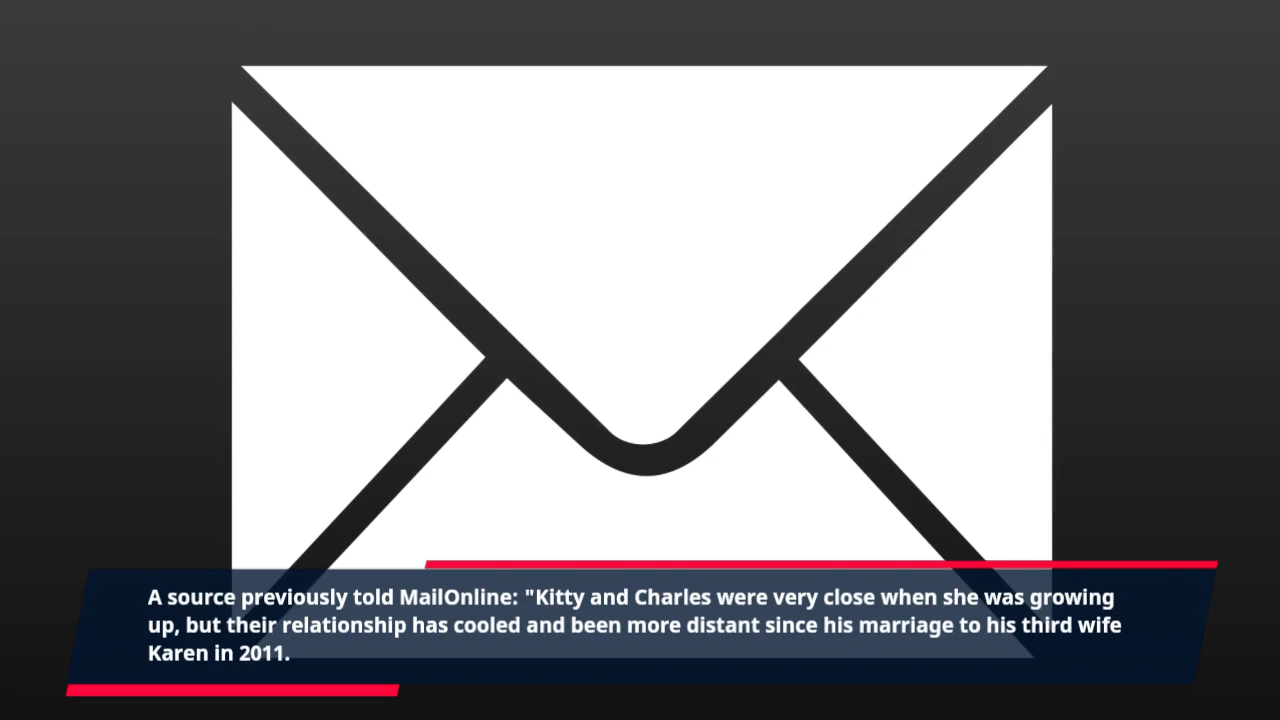 A source previously told MailOnline: "Kitty and Charles were very close when she was growing
up, but their relationship has cooled and been more distant since his marriage to his third wife
Karen in 2011.